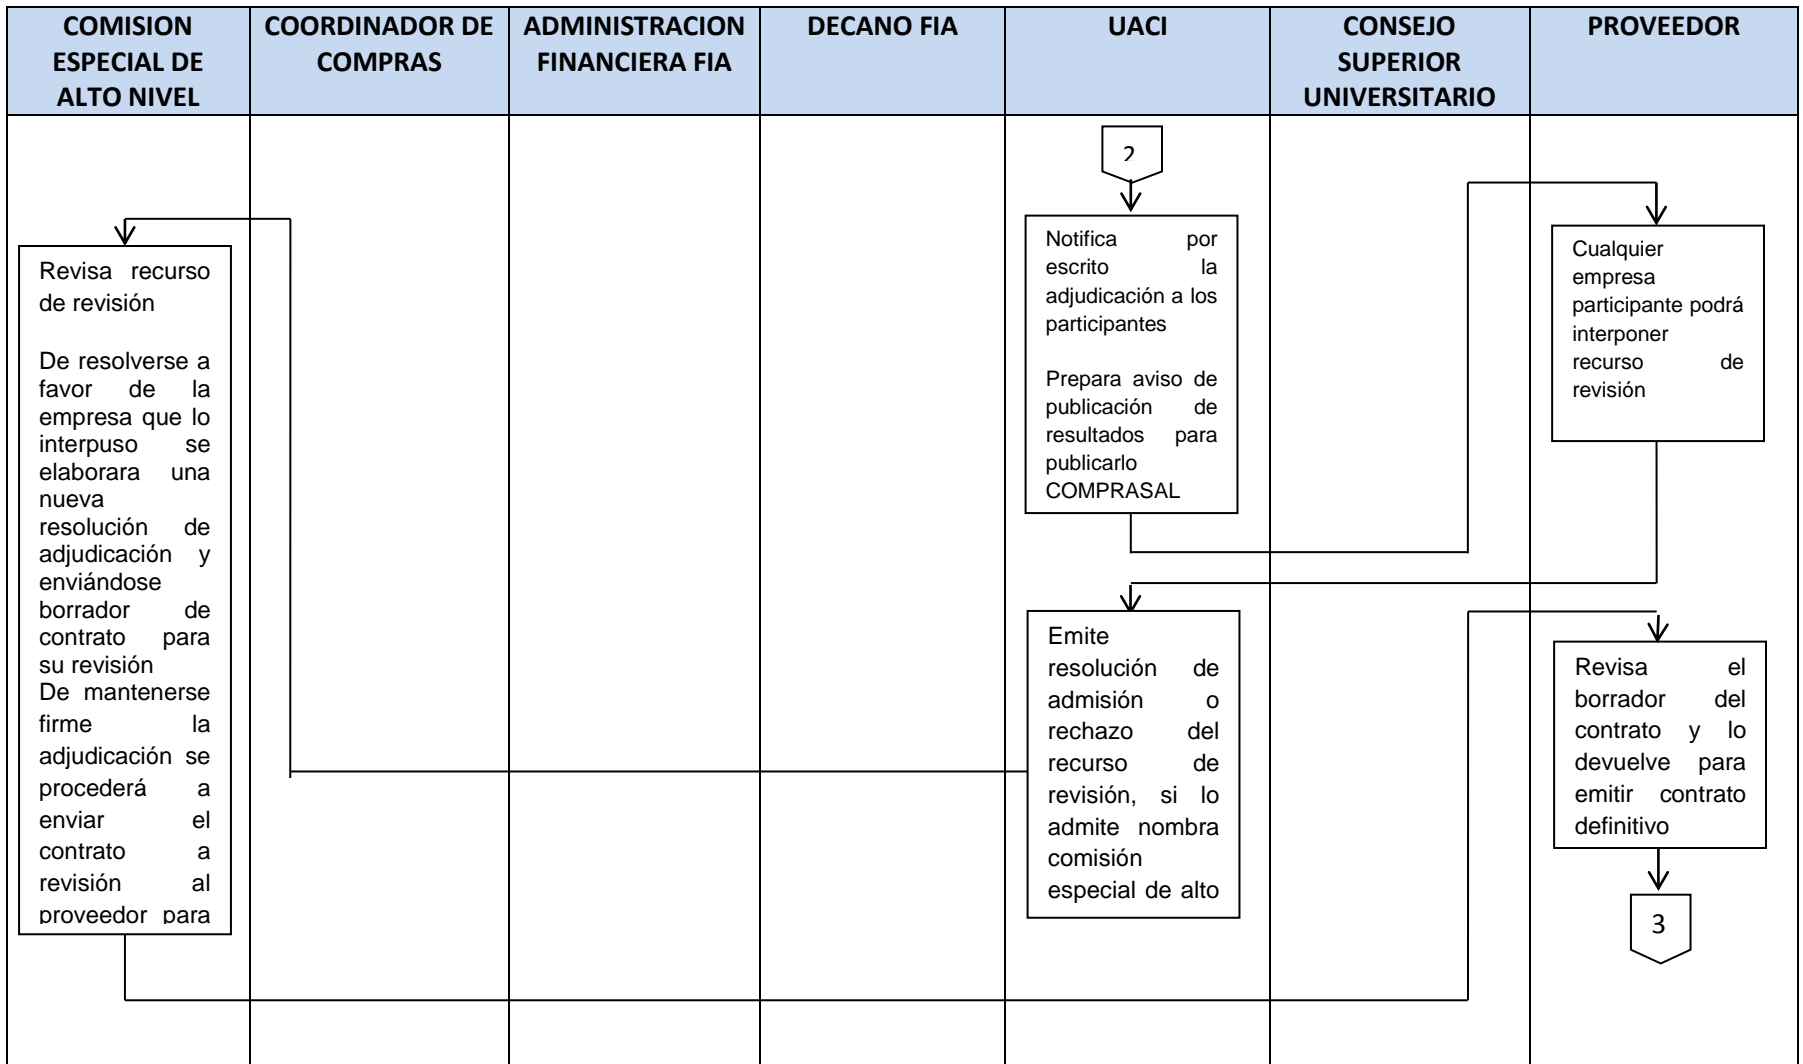 COMISION
ESPECIAL DE
ALTO NIVEL
COORDINADOR DE
COMPRAS
ADMINISTRACION
FINANCIERA FIA
DECANO FIA
UACI
CONSEJO
SUPERIOR
UNIVERSITARIO
PROVEEDOR
2
Notifica por
escrito la
adjudicación a los
participantes
Prepara aviso de
publicación de
resultados para
publicarlo
COMPRASAL
Cualquier
empresa
participante podrá
interponer
recurso de
revisión
Emite
resolución de
admisión o
rechazo del
recurso de
revisión, si lo
admite nombra
comisión
especial de alto
Revisa recurso
de revisión
De resolverse a
favor de la
empresa que lo
interpuso se
elaborara una
nueva
resolución de
adjudicación y
enviándose
borrador de
contrato para
su revisión
De mantenerse
firme la
adjudicación se
procederá a
enviar el
contrato a
revisión al
proveedor para
Revisa el
borrador del
contrato y lo
devuelve para
emitir contrato
definitivo
3